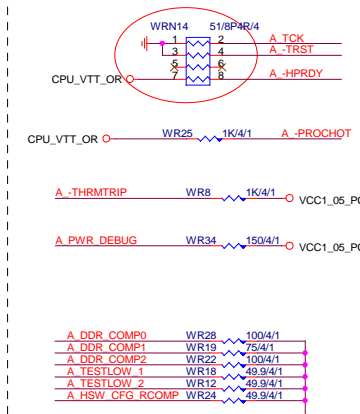 WRN14 51/8P4R/4
1 2 A_TCK
3 4 A_-TRST
5 6
CPU_VTT_OR 7 8 A_-HPRDY
CPU_VTT_OR WR25 1K/4/1 A_-PROCHOT
A_-THRMTRIP WR8 1K/4/1 VCC1_05_PC
A_PWR_DEBUG WR34 150/4/1 VCC1_05_PC
A_DDR_COMP0 WR28 100/4/1
A_DDR_COMP1 WR19 75/4/1
A_DDR_COMP2 WR22 100/4/1
A_TESTLOW_1 WR18 49.9/4/1
A_TESTLOW_2 WR12 49.9/4/1
A_HSW_CFG_RCOMP WR24 49.9/4/1